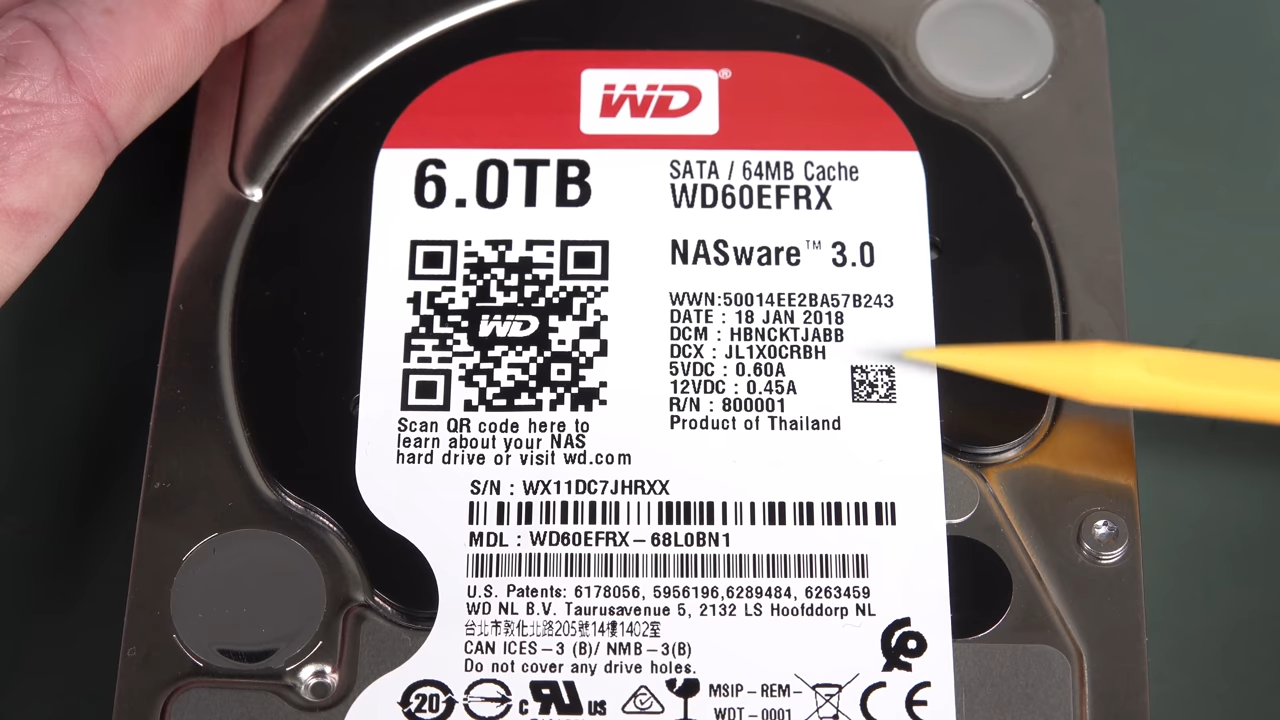 WD®
6.0TB
SATA / 64MB Cache
WD60EFRX
NASware™ 3.0
WD
WWN:50014EE2BA57B243
DATE : 18 JAN 2018
DCM : HBNCKTJABB
DCX : JL1X0CRBH
5VDC : 0.60A
12VDC : 0.45A
R/N : 800001
Product of Thailand
Scan QR code here to
learn about your NAS
hard drive or visit wd.com
S/N : WX11DC7JHRXX
MDL : WD60EFRX-68L0BN1
U.S. Patents: 6178056, 5956196,6289484, 6263459
WD NL B.V. Taurusavenue 5, 2132 LS Hoofddorp NL
台北市敦化北路205號14樓1402室
CAN ICES-3 (B)/ NMB-3(B)
Do not cover any drive holes.
20 c RU US MSIP-REM- CE
WDT-0001